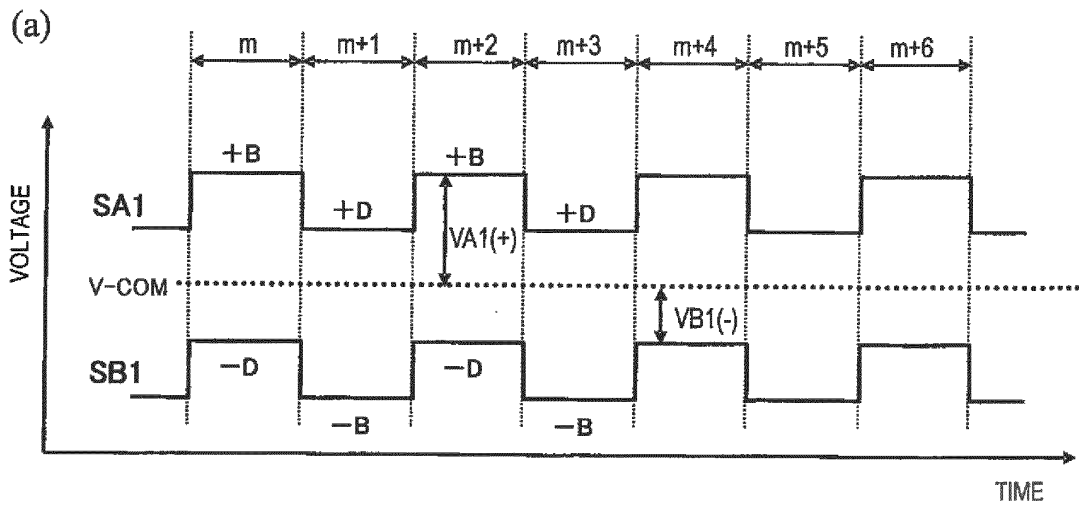 (a)
m m+1 m+2 m+3 m+4 m+5 m+6
+B +B
SA1 +D +D
VA1(+)
VOLTAGE
V-COM
VB1(-)
SB1 -D -D
-B -B
TIME